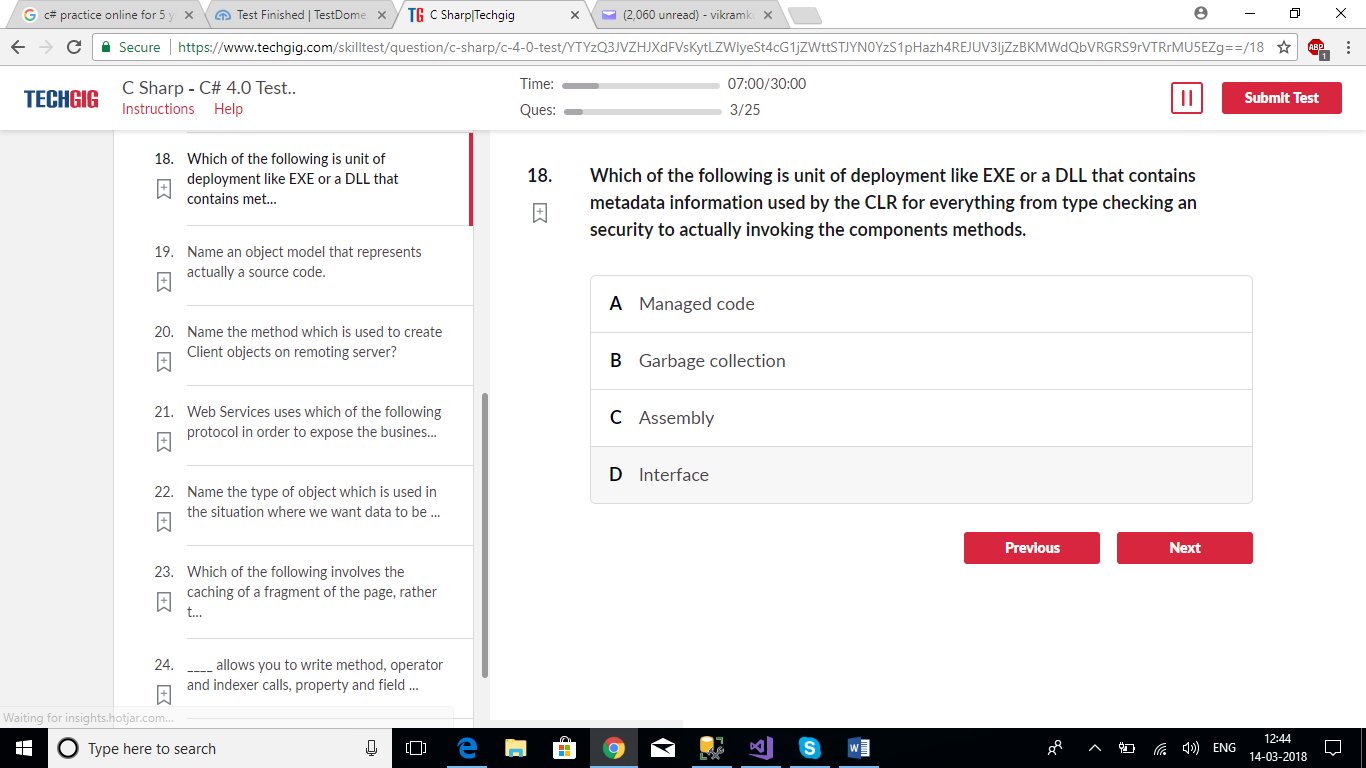 c# practice online for 5 y
Test Finished | TestDome
TG C Sharp|Techgig
(2,060 unread) - vikramk
Secure | https://www.techgig.com/skilltest/question/c-sharp/c-4-0-test/
ABP
1
TECHGIG
C Sharp - C# 4.0 Test..
Instructions Help
Time: 07:00/30:00
Ques: 3/25
Submit Test
18. Which of the following is unit of
deployment like EXE or a DLL that
contains met...
19. Name an object model that represents
actually a source code.
20. Name the method which is used to create
Client objects on remoting server?
21. Web Services uses which of the following
protocol in order to expose the busines...
22. Name the type of object which is used in
the situation where we want data to be ...
23. Which of the following involves the
caching of a fragment of the page, rather
t...
24. ____ allows you to write method, operator
and indexer calls, property and field ...
Waiting for insights.hotjar.com...
18. Which of the following is unit of deployment like EXE or a DLL that contains
metadata information used by the CLR for everything from type checking an
security to actually invoking the components methods.
A Managed code
B Garbage collection
C Assembly
D Interface
Previous Next
Type here to search
ENG
12:44
14-03-2018